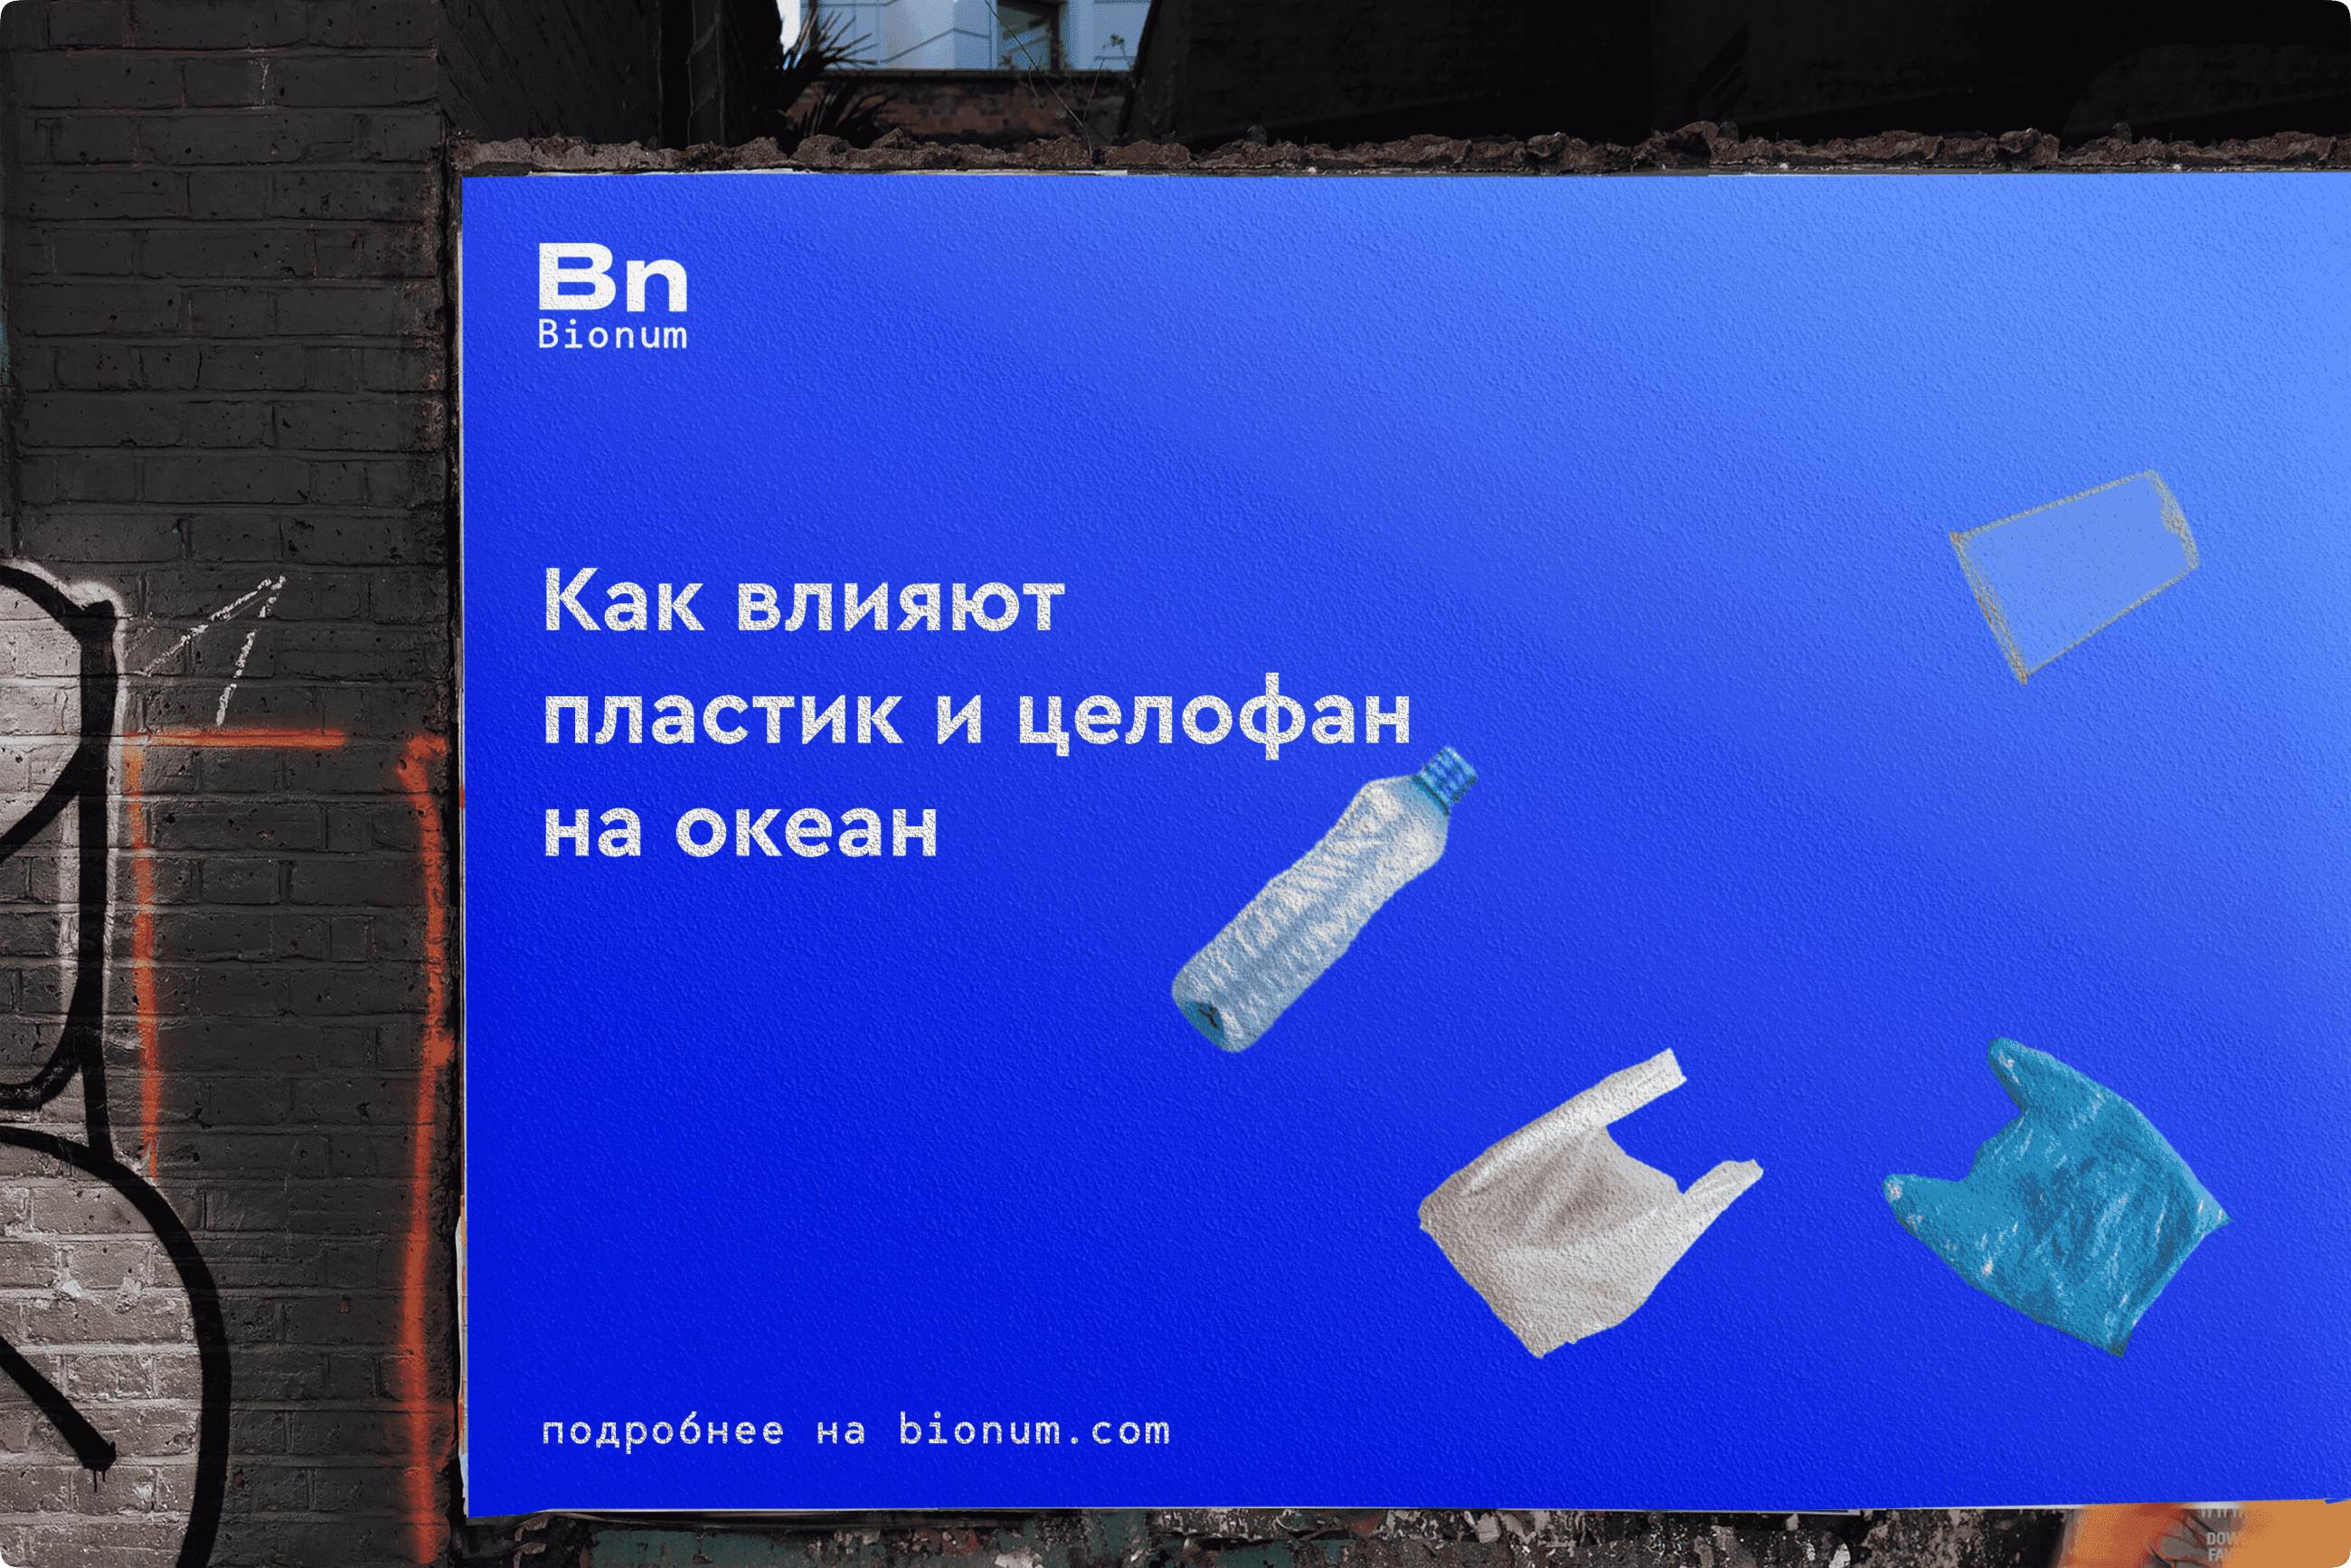 Bn
Bionum
Как влияют
пластик и целофан
на океан
подробнее на bionum.com